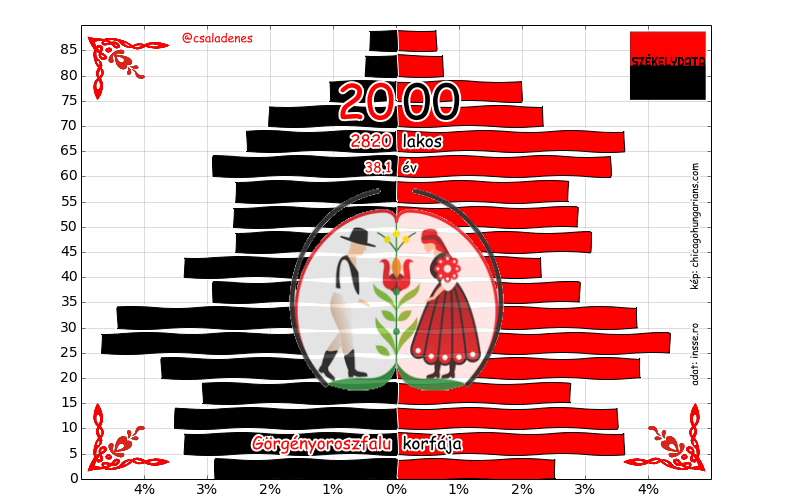 @csaladenes
SZÉKELYDATA
2000
2820 lakos
38.1 év
kép: chicagohungarians.com
adat: insse.ro
Görgényoroszfalu korfája
85
80
75
70
65
60
55
50
45
40
35
30
25
20
15
10
5
0
4% 3% 2% 1% 0% 1% 2% 3% 4%